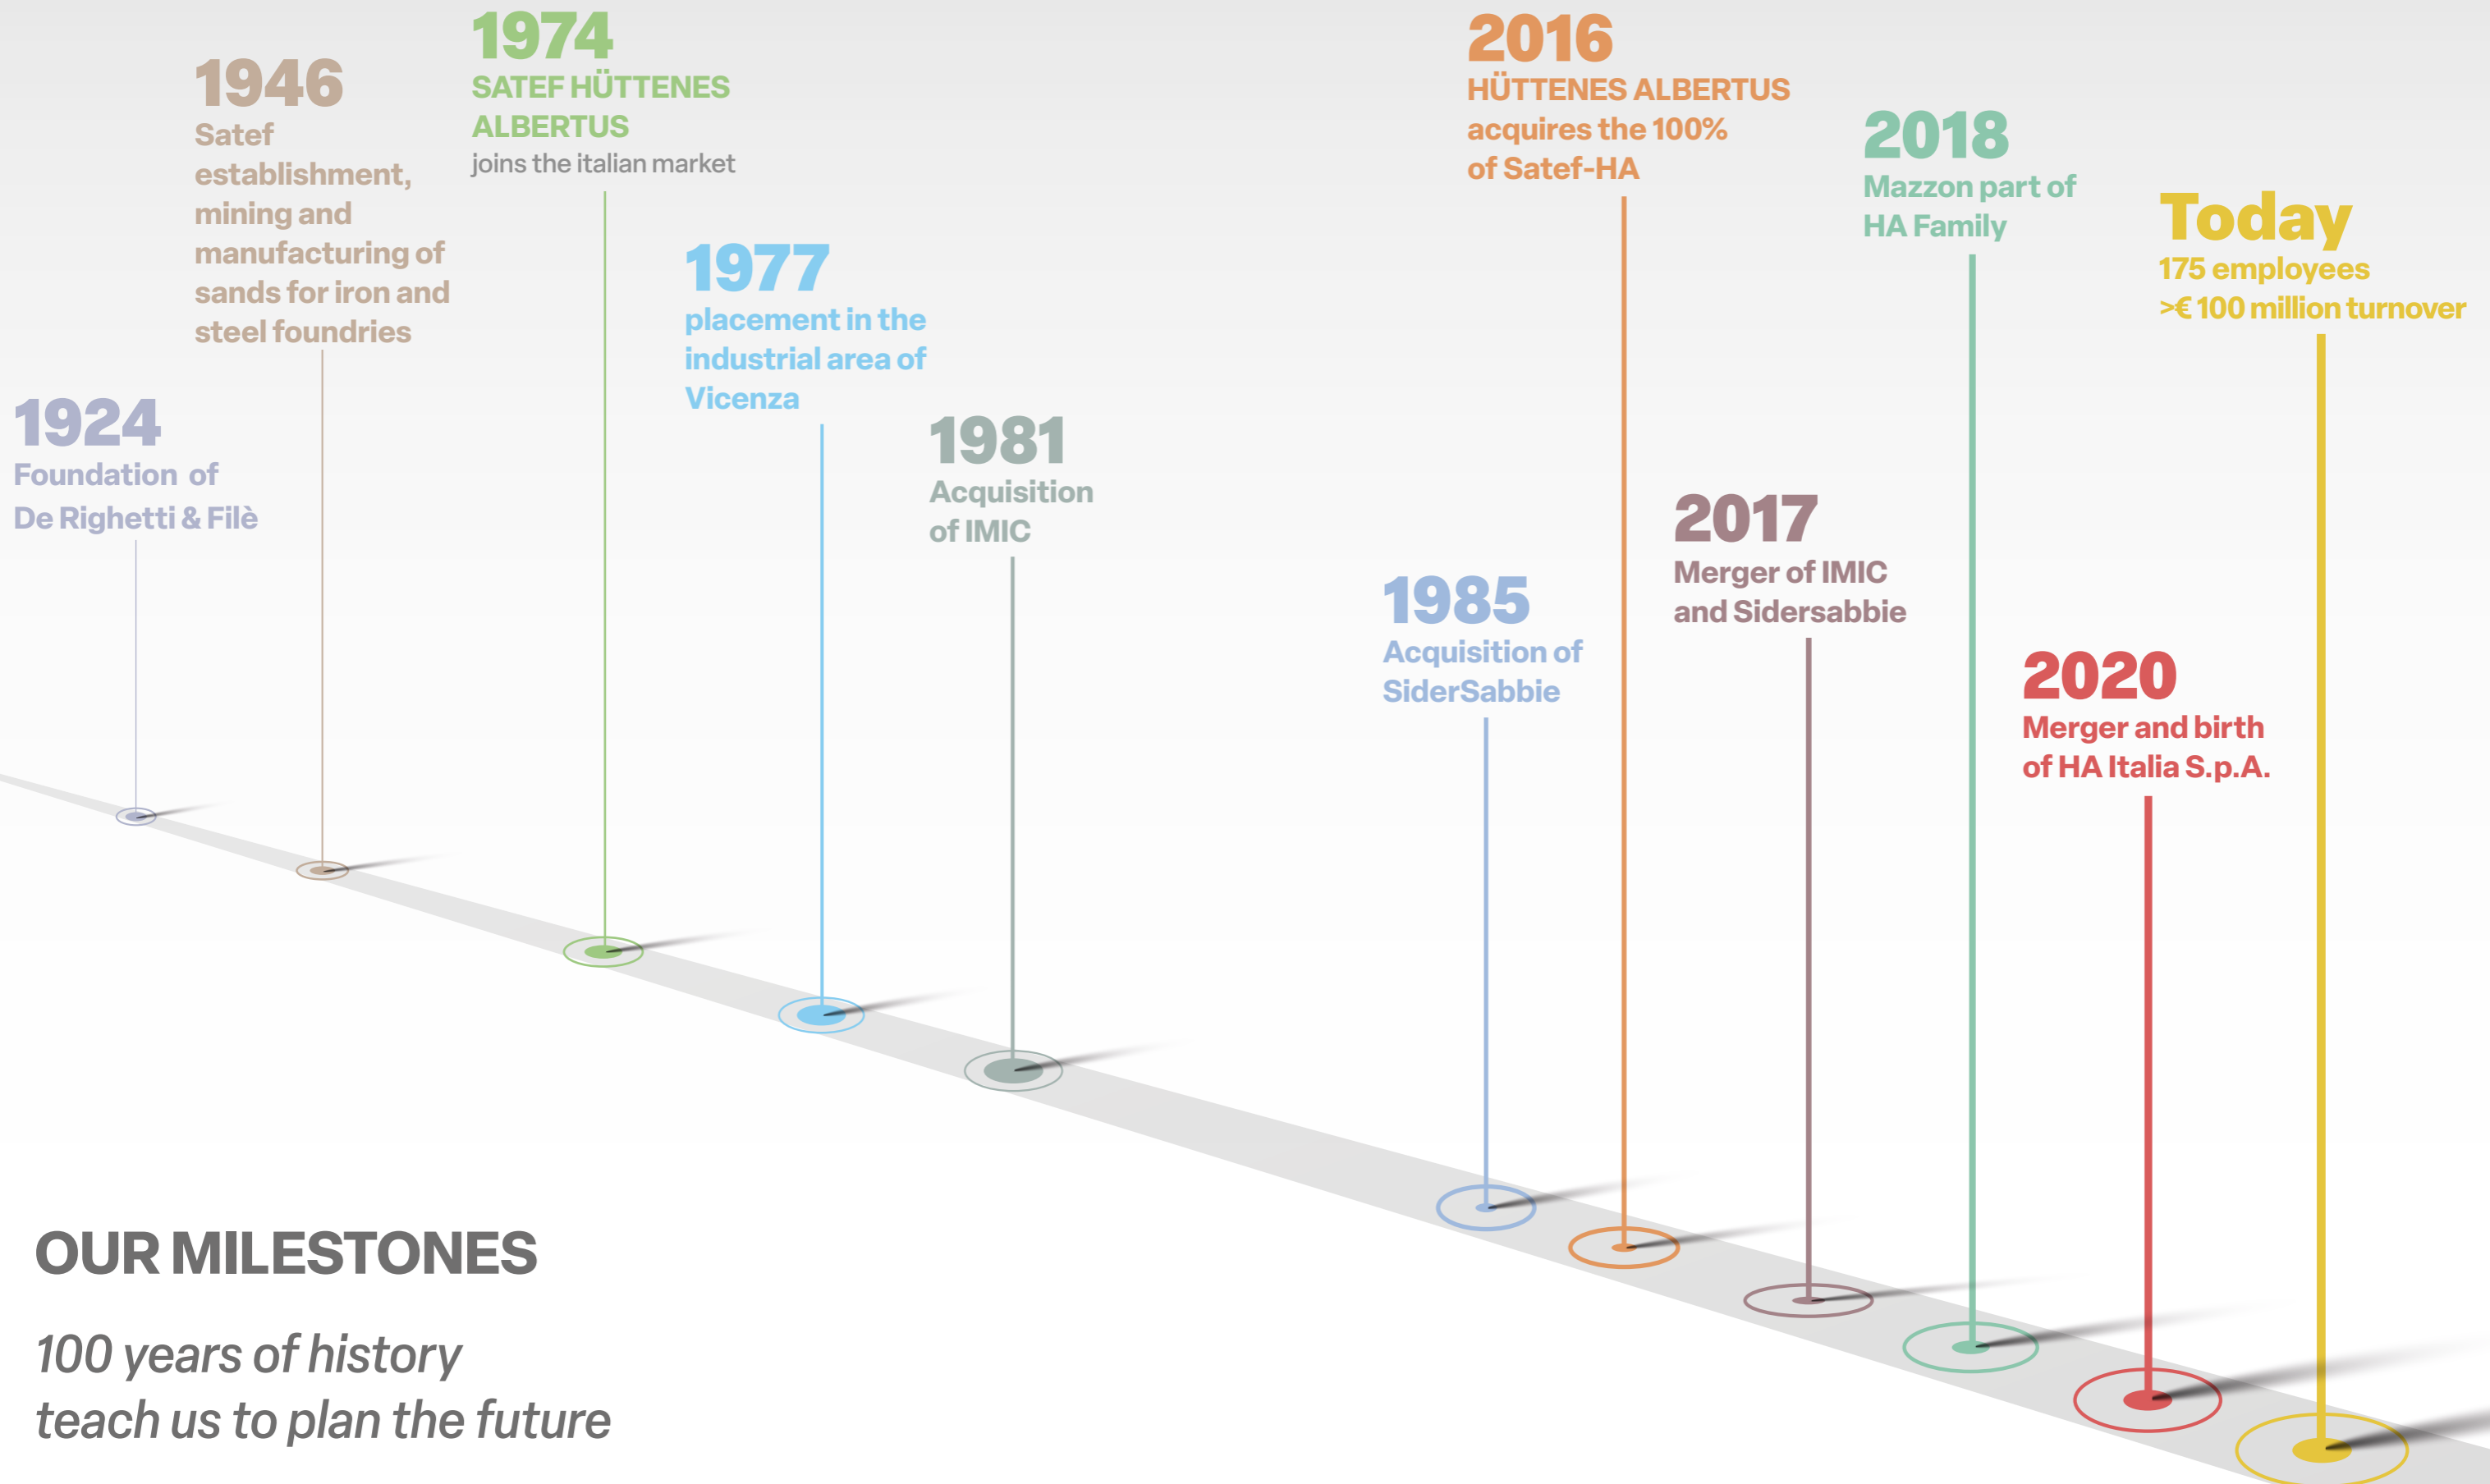 1924
Foundation of
De Righetti & Filè
1946
Satef
establishment,
mining and
manufacturing of
sands for iron and
steel foundries
1974
SATEF HÜTTENES
ALBERTUS
joins the italian market
1977
placement in the
industrial area of
Vicenza
1981
Acquisition
of IMIC
1985
Acquisition of
SiderSabbie
2016
HÜTTENES ALBERTUS
acquires the 100%
of Satef-HA
2017
Merger of IMIC
and Sidersabbie
2018
Mazzon part of
HA Family
2020
Merger and birth
of HA Italia S.p.A.
Today
175 employees
>€ 100 million turnover
OUR MILESTONES
100 years of history
teach us to plan the future